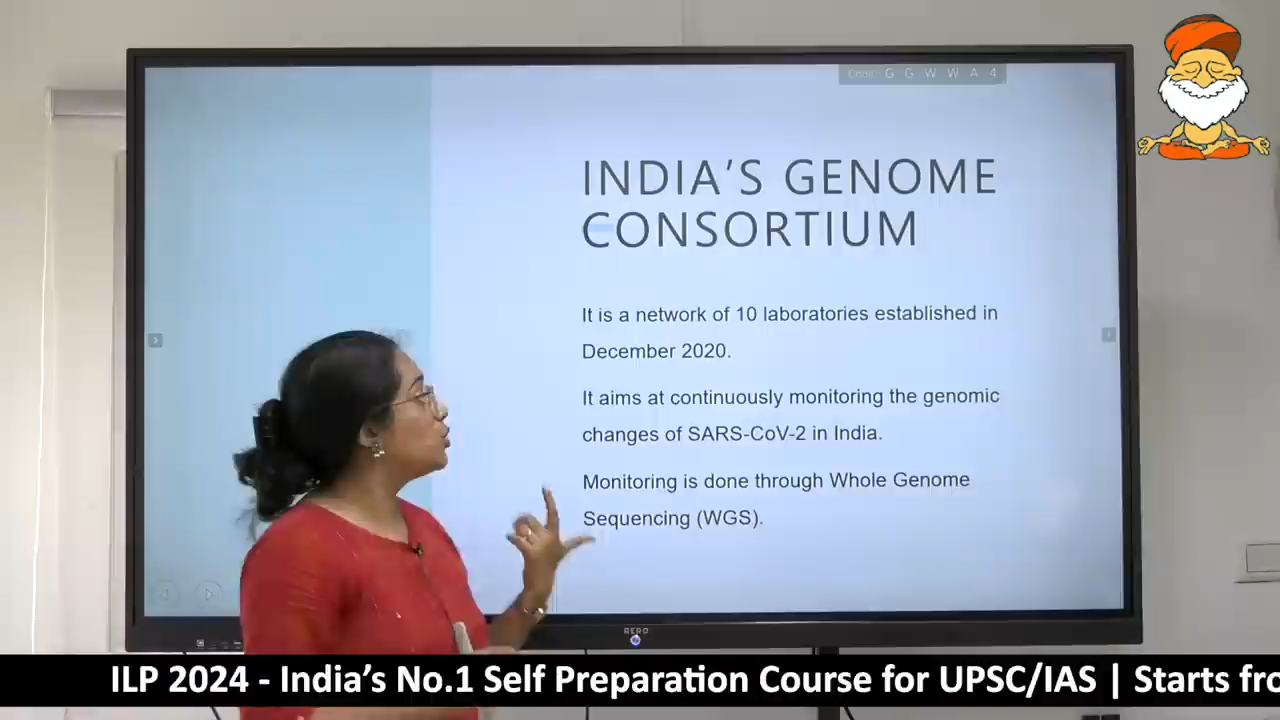 Code: G G W W A 4
INDIA'S GENOME
CONSORTIUM
It is a network of 10 laboratories established in
December 2020.
It aims at continuously monitoring the genomic
changes of SARS-CoV-2 in India.
Monitoring is done through Whole Genome
Sequencing (WGS).
ILP 2024 - India's No.1 Self Preparation Course for UPSC/IAS | Starts fro